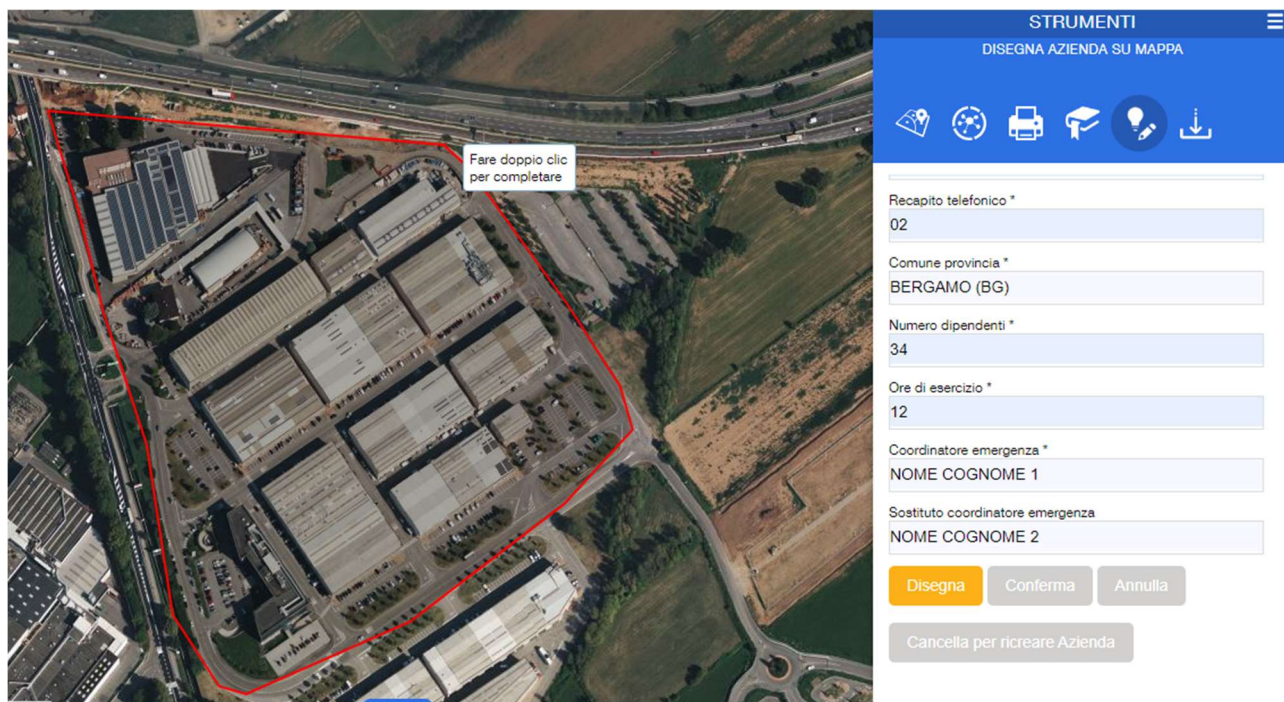 STRUMENTI
DISEGNA AZIENDA SU MAPPA
Fare doppio clic
per completare
Recapito telefonico *
02
Comune provincia *
BERGAMO (BG)
Numero dipendenti *
34
Ore di esercizio *
12
Coordinatore emergenza *
NOME COGNOME 1
Sostituto coordinatore emergenza
NOME COGNOME 2
Disegna Conferma Annulla
Cancella per ricreare Azienda